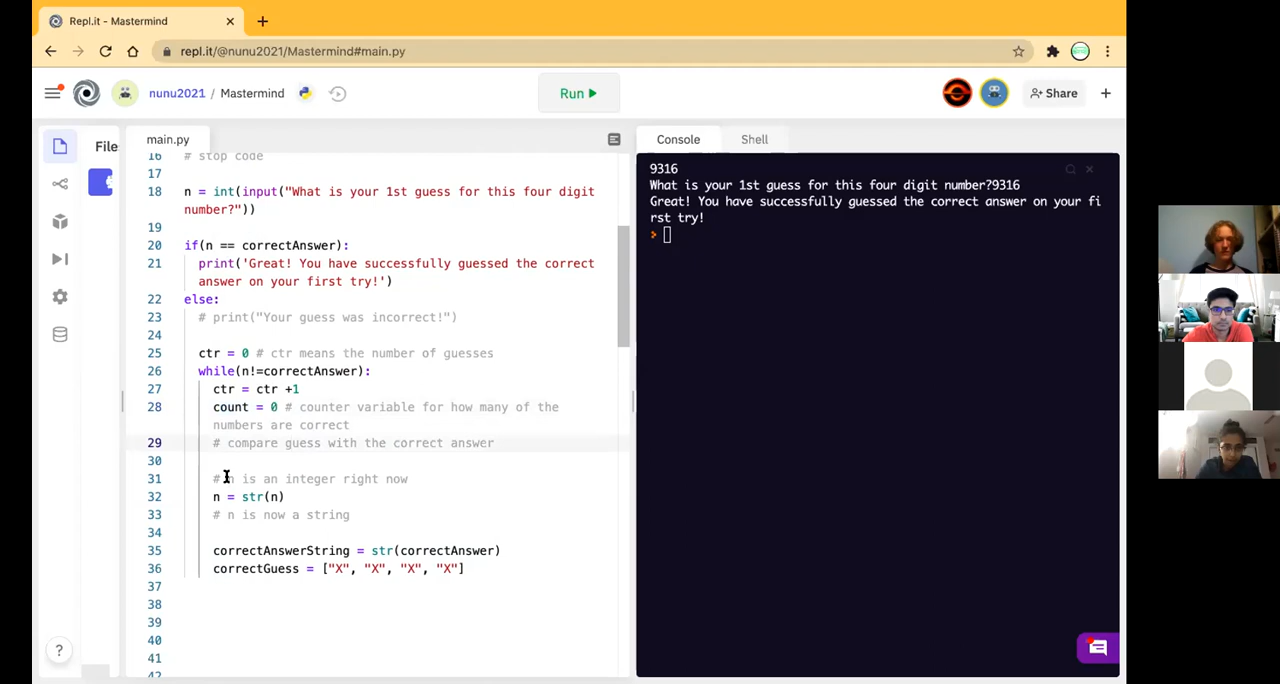 Repl.it - Mastermind
repl.it/@nunu2021/Mastermind#main.py
nunu2021 / Mastermind
Run
Share
Files
main.py
Console
Shell
16 # stop code
17
18 n = int(input("What is your 1st guess for this four digit
number?"))
19
20 if(n == correctAnswer):
21 print('Great! You have successfully guessed the correct
answer on your first try!')
22 else:
23 # print("Your guess was incorrect!")
24
25 ctr = 0 # ctr means the number of guesses
26 while(n!=correctAnswer):
27 ctr = ctr +1
28 count = 0 # counter variable for how many of the
numbers are correct
29 # compare guess with the correct answer
30
31 # n is an integer right now
32 n = str(n)
33 # n is now a string
34
35 correctAnswerString = str(correctAnswer)
36 correctGuess = ["X", "X", "X", "X"]
37
38
39
40
41
42
9316
What is your 1st guess for this four digit number?9316
Great! You have successfully guessed the correct answer on your fi
rst try!
>
?